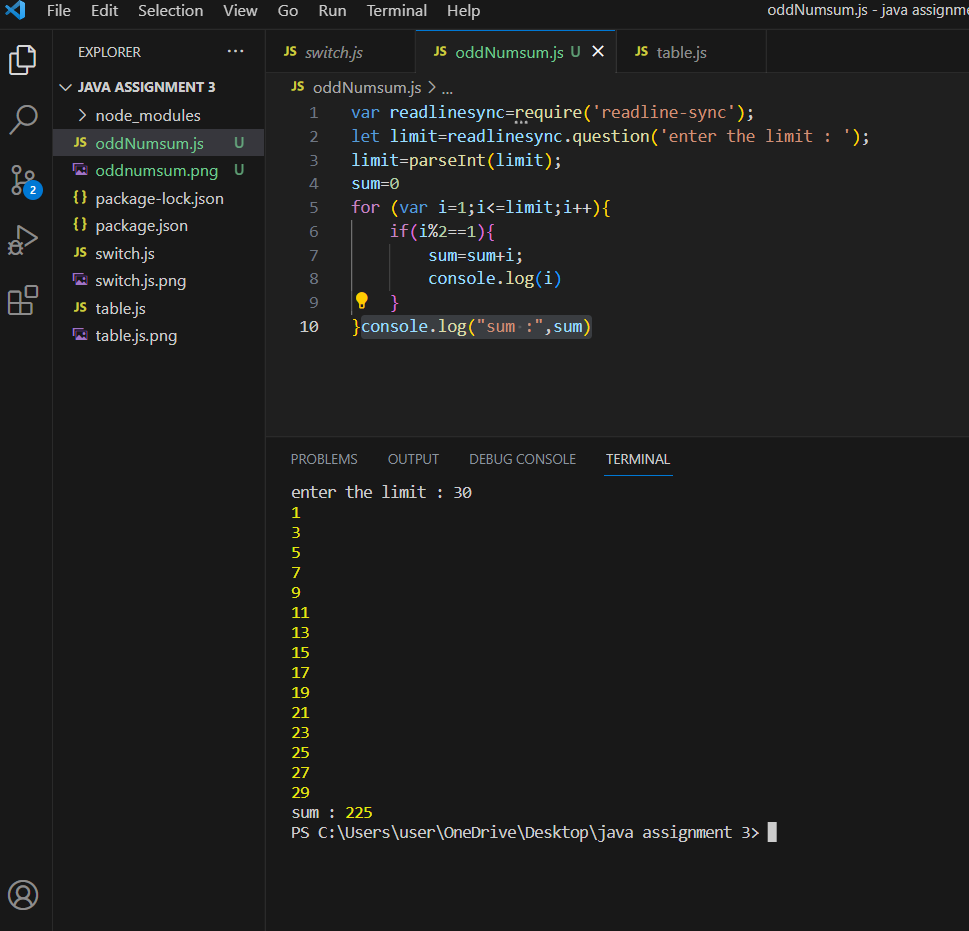 File Edit Selection View Go Run Terminal Help oddNumsum.js - java assignme
EXPLORER ...
JAVA ASSIGNMENT 3
node_modules
JS oddNumsum.js U
oddnumsum.png U
{} package-lock.json
{} package.json
JS switch.js
switch.js.png
JS table.js
table.js.png
2
JS switch.js JS oddNumsum.js U JS table.js
JS oddNumsum.js > ...
1 var readlinesync=require('readline-sync');
2 let limit=readlinesync.question('enter the limit : ');
3 limit=parseInt(limit);
4 sum=0
5 for (var i=1;i<=limit;i++){
6 if(i%2==1){
7 sum=sum+i;
8 console.log(i)
9 }
10 }console.log("sum :",sum)
PROBLEMS OUTPUT DEBUG CONSOLE TERMINAL
enter the limit : 30
1
3
5
7
9
11
13
15
17
19
21
23
25
27
29
sum : 225
PS C:\Users\user\OneDrive\Desktop\java assignment 3>